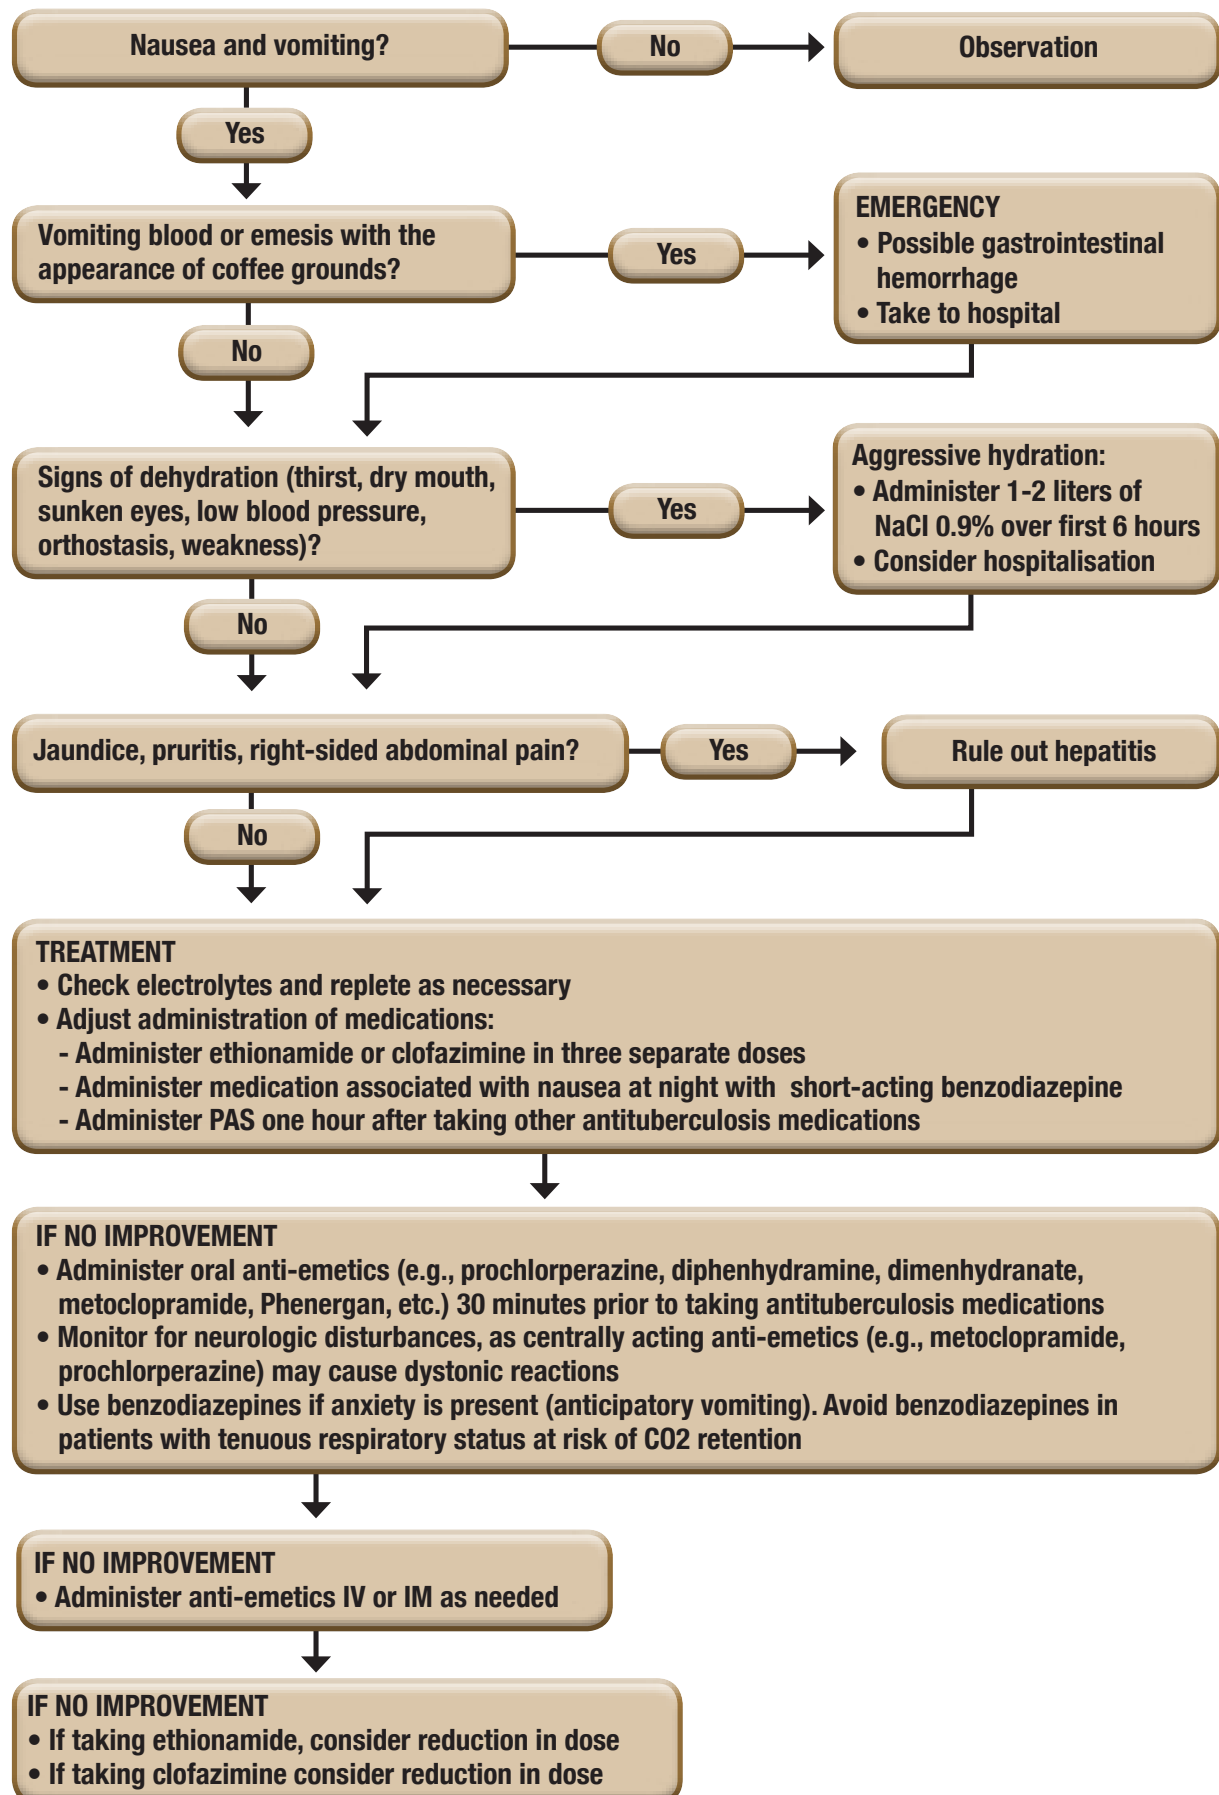 Nausea and vomiting?
No
Observation
Yes
Vomiting blood or emesis with the
appearance of coffee grounds?
Yes
EMERGENCY
• Possible gastrointestinal
hemorrhage
• Take to hospital
No
Signs of dehydration (thirst, dry mouth,
sunken eyes, low blood pressure,
orthostasis, weakness)?
Yes
Aggressive hydration:
• Administer 1-2 liters of
NaCl 0.9% over first 6 hours
• Consider hospitalisation
No
Jaundice, pruritis, right-sided abdominal pain?
Yes
Rule out hepatitis
No
TREATMENT
• Check electrolytes and replete as necessary
• Adjust administration of medications:
- Administer ethionamide or clofazimine in three separate doses
- Administer medication associated with nausea at night with short-acting benzodiazepine
- Administer PAS one hour after taking other antituberculosis medications
IF NO IMPROVEMENT
• Administer oral anti-emetics (e.g., prochlorperazine, diphenhydramine, dimenhydranate,
metoclopramide, Phenergan, etc.) 30 minutes prior to taking antituberculosis medications
• Monitor for neurologic disturbances, as centrally acting anti-emetics (e.g., metoclopramide,
prochlorperazine) may cause dystonic reactions
• Use benzodiazepines if anxiety is present (anticipatory vomiting). Avoid benzodiazepines in
patients with tenuous respiratory status at risk of CO2 retention
IF NO IMPROVEMENT
• Administer anti-emetics IV or IM as needed
IF NO IMPROVEMENT
• If taking ethionamide, consider reduction in dose
• If taking clofazimine consider reduction in dose